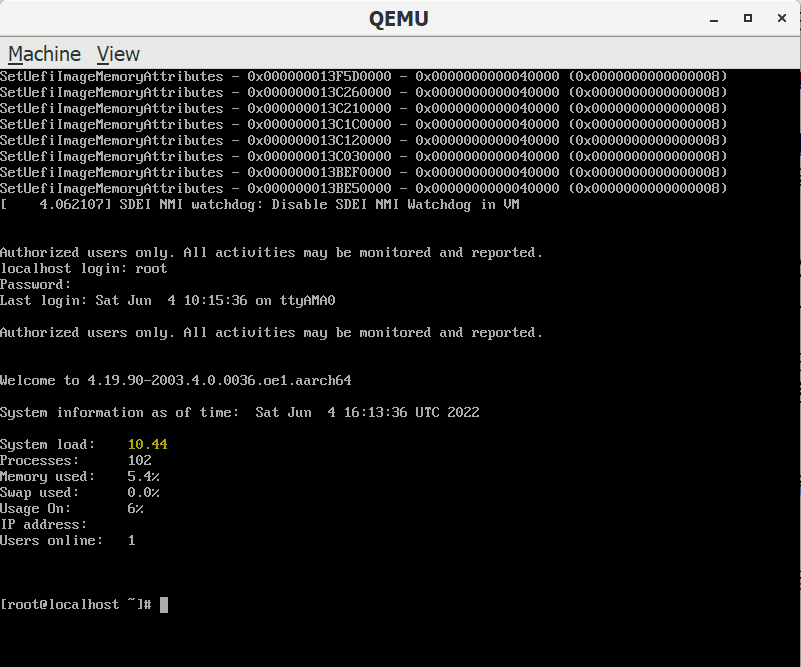 QEMU
Machine View
SetUefiImageMemoryAttributes - 0x000000013F5D0000 - 0x0000000000040000 (0x0000000000000008)
SetUefiImageMemoryAttributes - 0x000000013C260000 - 0x0000000000040000 (0x0000000000000008)
SetUefiImageMemoryAttributes - 0x000000013C210000 - 0x0000000000040000 (0x0000000000000008)
SetUefiImageMemoryAttributes - 0x000000013C1C0000 - 0x0000000000040000 (0x0000000000000008)
SetUefiImageMemoryAttributes - 0x000000013C120000 - 0x0000000000040000 (0x0000000000000008)
SetUefiImageMemoryAttributes - 0x000000013C030000 - 0x0000000000040000 (0x0000000000000008)
SetUefiImageMemoryAttributes - 0x000000013BEF0000 - 0x0000000000040000 (0x0000000000000008)
SetUefiImageMemoryAttributes - 0x000000013BE50000 - 0x0000000000040000 (0x0000000000000008)
[    4.062107] SDEI NMI watchdog: Disable SDEI NMI Watchdog in VM
Authorized users only. All activities may be monitored and reported.
localhost login: root
Password:
Last login: Sat Jun  4 10:15:36 on ttyAMA0
Authorized users only. All activities may be monitored and reported.
Welcome to 4.19.90-2003.4.0.0036.oe1.aarch64
System information as of time:  Sat Jun  4 16:13:36 UTC 2022
System load:    10.44
Processes:      102
Memory used:    5.4%
Swap used:      0.0%
Usage On:       6%
IP address:
Users online:   1
[root@localhost ~]#